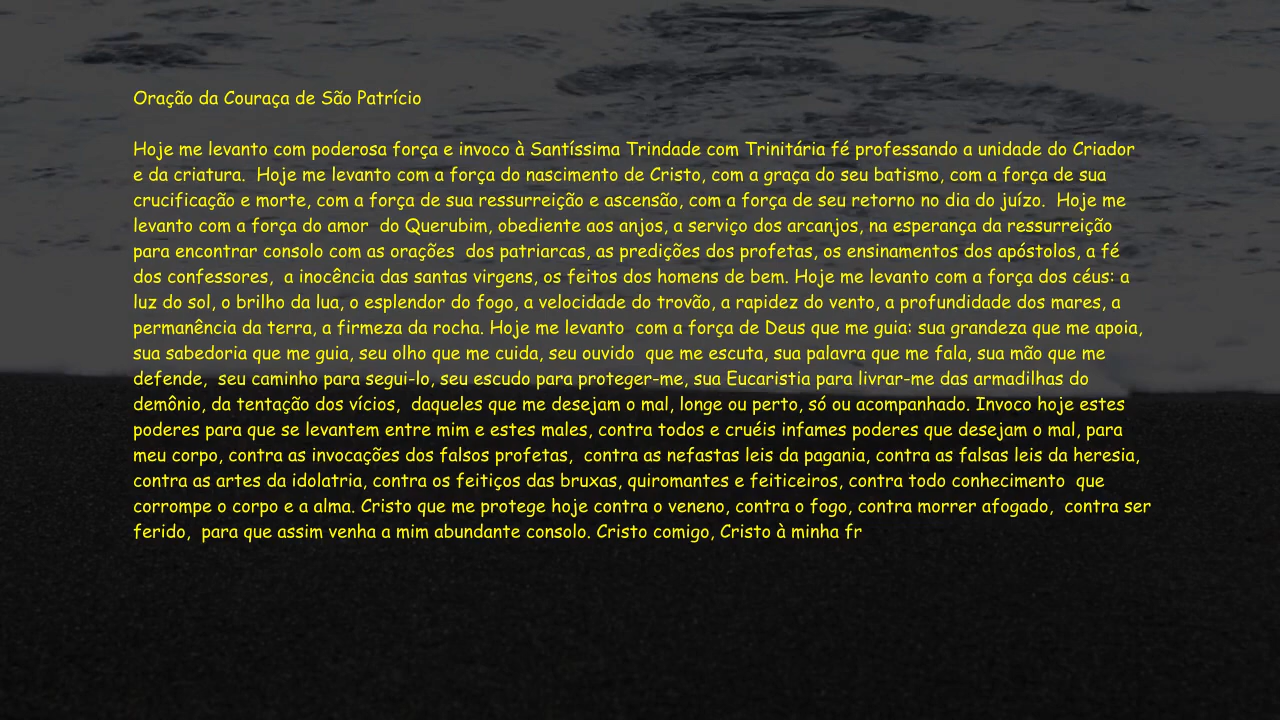 Oração da Couraça de São Patrício
Hoje me levanto com poderosa força e invoco à Santíssima Trindade com Trinitária fé professando a unidade do Criador
e da criatura.  Hoje me levanto com a força do nascimento de Cristo, com a graça do seu batismo, com a força de sua
crucificação e morte, com a força de sua ressurreição e ascensão, com a força de seu retorno no dia do juízo.  Hoje me
levanto com a força do amor  do Querubim, obediente aos anjos, a serviço dos arcanjos, na esperança da ressurreição
para encontrar consolo com as orações  dos patriarcas, as predições dos profetas, os ensinamentos dos apóstolos, a fé
dos confessores,  a inocência das santas virgens, os feitos dos homens de bem. Hoje me levanto com a força dos céus: a
luz do sol, o brilho da lua, o esplendor do fogo, a velocidade do trovão, a rapidez do vento, a profundidade dos mares, a
permanência da terra, a firmeza da rocha. Hoje me levanto  com a força de Deus que me guia: sua grandeza que me apoia,
sua sabedoria que me guia, seu olho que me cuida, seu ouvido  que me escuta, sua palavra que me fala, sua mão que me
defende,  seu caminho para segui-lo, seu escudo para proteger-me, sua Eucaristia para livrar-me das armadilhas do
demônio, da tentação dos vícios,  daqueles que me desejam o mal, longe ou perto, só ou acompanhado. Invoco hoje estes
poderes para que se levantem entre mim e estes males, contra todos e cruéis infames poderes que desejam o mal, para
meu corpo, contra as invocações dos falsos profetas,  contra as nefastas leis da pagania, contra as falsas leis da heresia,
contra as artes da idolatria, contra os feitiços das bruxas, quiromantes e feiticeiros, contra todo conhecimento  que
corrompe o corpo e a alma. Cristo que me protege hoje contra o veneno, contra o fogo, contra morrer afogado,  contra ser
ferido,  para que assim venha a mim abundante consolo. Cristo comigo, Cristo à minha fr